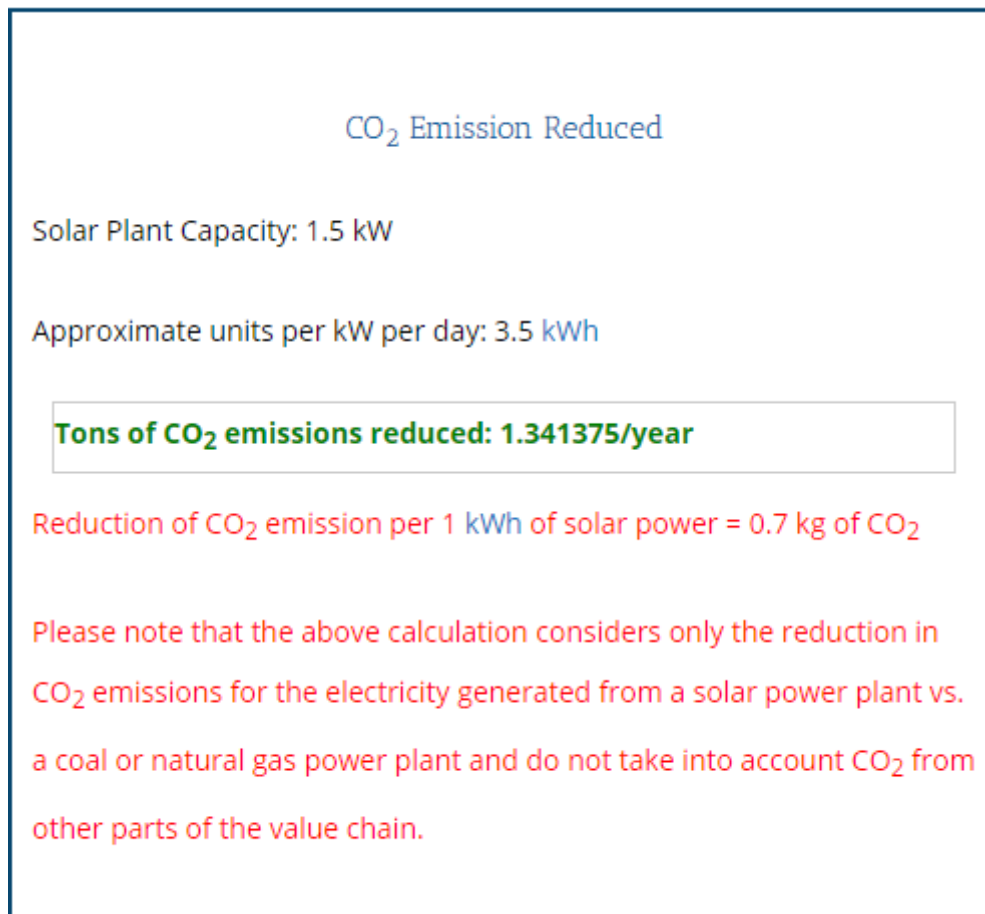 CO₂ Emission Reduced
Solar Plant Capacity: 1.5 kW
Approximate units per kW per day: 3.5 kWh
Tons of CO₂ emissions reduced: 1.341375/year
Reduction of CO₂ emission per 1 kWh of solar power = 0.7 kg of CO₂
Please note that the above calculation considers only the reduction in
CO₂ emissions for the electricity generated from a solar power plant vs.
a coal or natural gas power plant and do not take into account CO₂ from
other parts of the value chain.